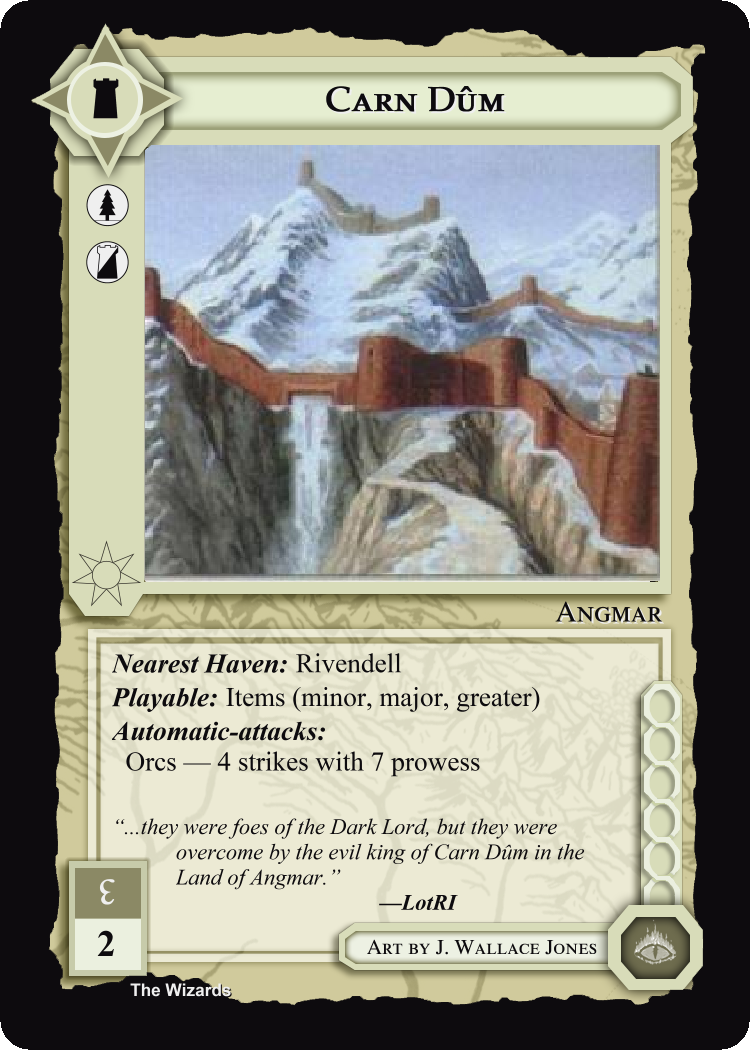 Carn Dûm
Angmar
Nearest Haven: Rivendell
Playable: Items (minor, major, greater)
Automatic-attacks:
Orcs — 4 strikes with 7 prowess
“...they were foes of the Dark Lord, but they were
overcome by the evil king of Carn Dûm in the
Land of Angmar.”
—LotRI
2
Art by J. Wallace Jones
The Wizards